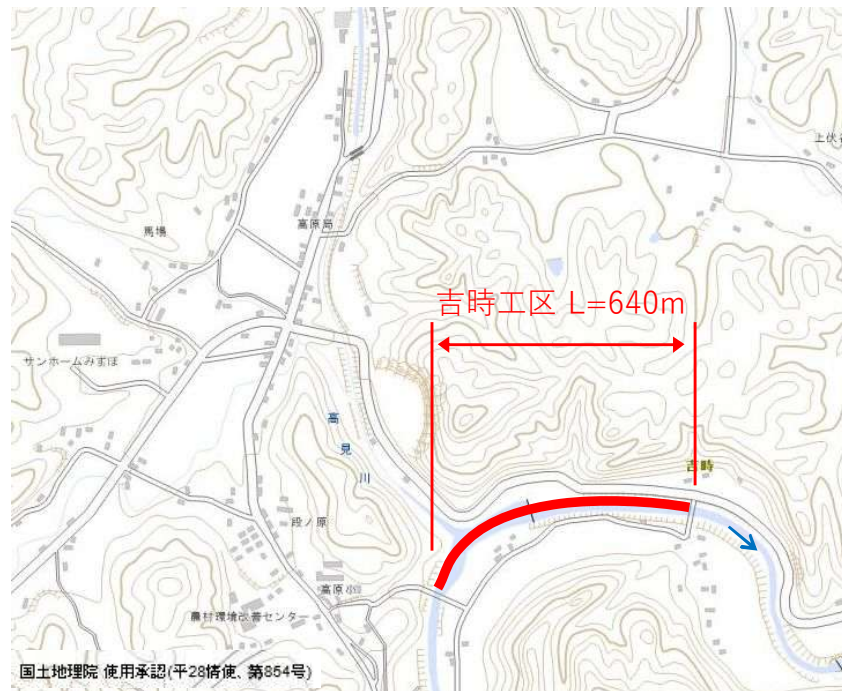 上伏谷
馬場
高原局
吉時工区 L=640m
サンホームみずほ
高見川
吉時
段ノ原
高原小
農村環境改善センター
国土地理院 使用承認(平28情使、第854号)